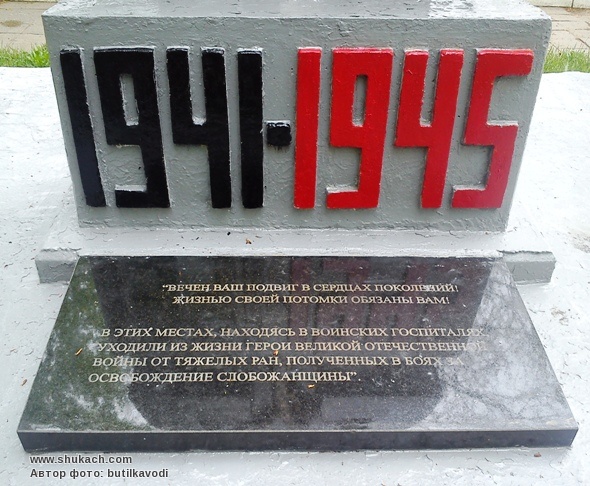 1941-1945
"ВЕЧЕН ВАШ ПОДВИГ В СЕРДЦАХ ПОКОЛЕНИЙ!
ЖИЗНЬЮ СВОЕЙ ПОТОМКИ ОБЯЗАНЫ ВАМ!
В ЭТИХ МЕСТАХ, НАХОДЯСЬ В ВОИНСКИХ ГОСПИТАЛЯХ,
УХОДИЛИ ИЗ ЖИЗНИ ГЕРОИ ВЕЛИКОЙ ОТЕЧЕСТВЕННОЙ
ВОЙНЫ ОТ ТЯЖЕЛЫХ РАН, ПОЛУЧЕННЫХ В БОЯХ ЗА
ОСВОБОЖДЕНИЕ СЛОБОЖАНЩИНЫ".
www.shukach.com
Автор фото: butilkavodi